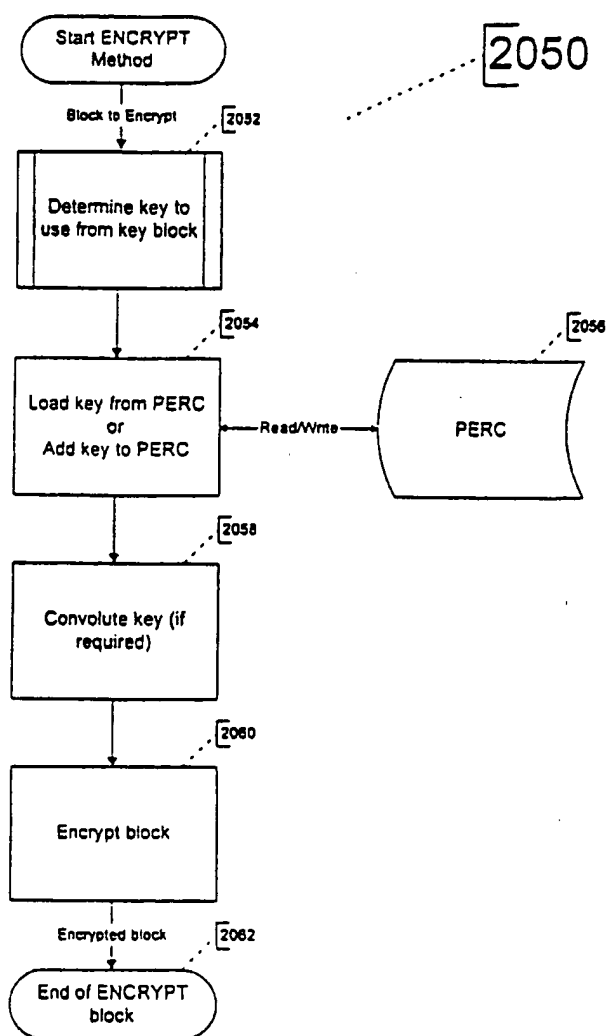 Start ENCRYPT
Method
2050
Block to Encrypt
2052
Determine key to
use from key block
2054
2056
Load key from PERC
or
Add key to PERC
Read/Write
PERC
2058
Convolute key (if
required)
2060
Encrypt block
Encrypted block
2062
End of ENCRYPT
block